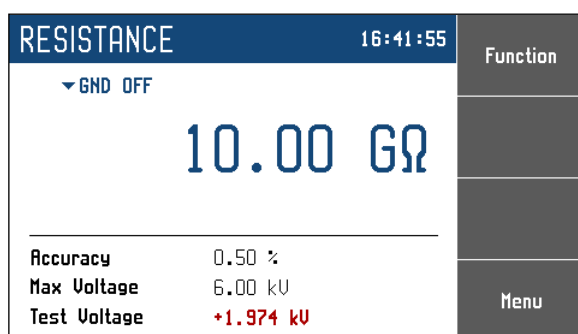 RESISTANCE 16:41:55
Function
▼GND OFF
10.00 GΩ
Accuracy 0.50 %
Max Voltage 6.00 kV
Test Voltage +1.974 kV
Menu